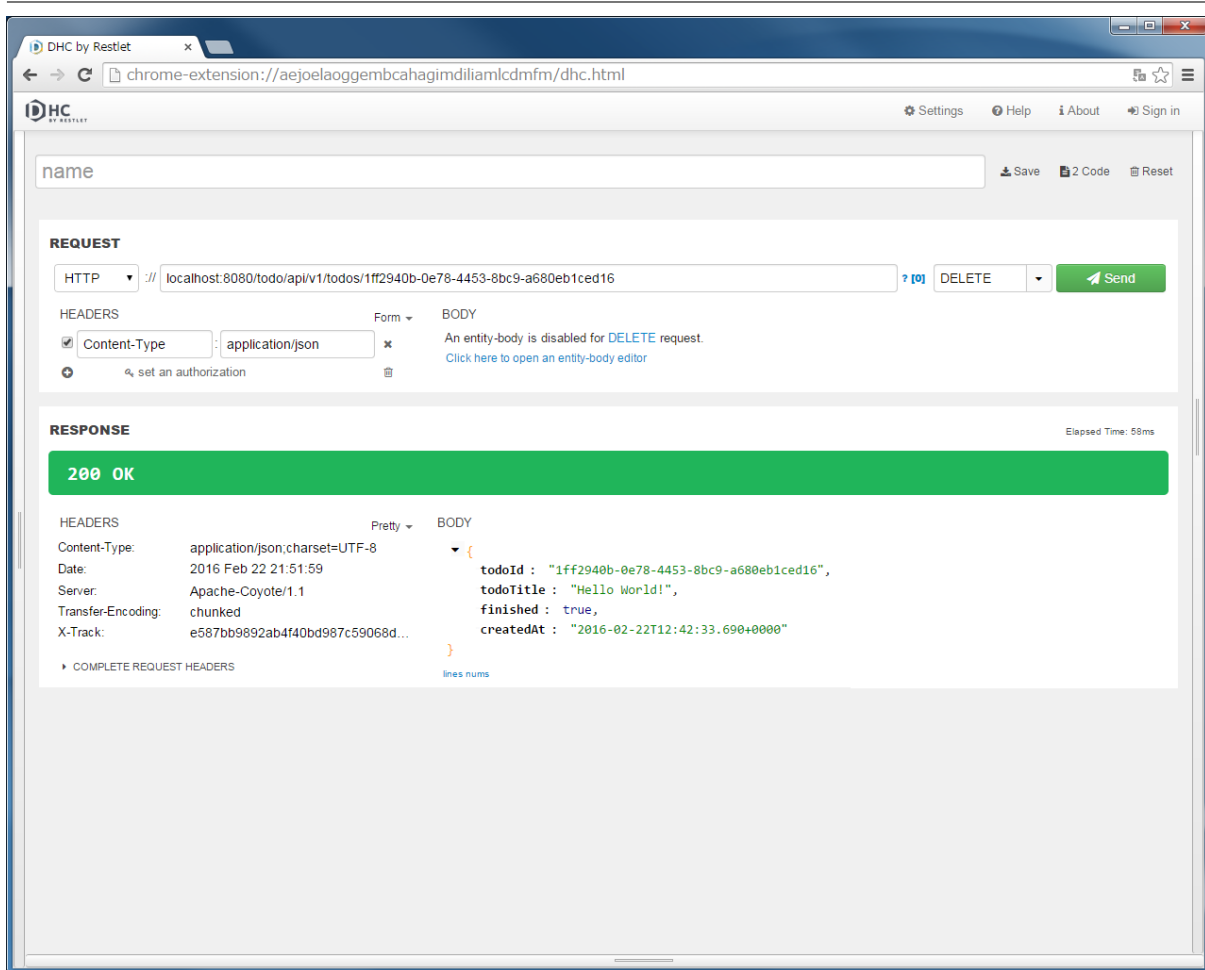 DHC by Restlet
chrome-extension://aejoelaoggembcahagimdiliamlcdmfm/dhc.html
DHC BY RESTLET Settings Help About Sign in
name Save 2 Code Reset
REQUEST
HTTP :// localhost:8080/todo/api/v1/todos/1ff2940b-0e78-4453-8bc9-a680eb1ced16 ? [0] DELETE Send
HEADERS Form BODY
Content-Type : application/json An entity-body is disabled for DELETE request.
Click here to open an entity-body editor
set an authorization
RESPONSE Elapsed Time: 58ms
200 OK
HEADERS Pretty BODY
Content-Type: application/json;charset=UTF-8 {
Date: 2016 Feb 22 21:51:59 todoId : "1ff2940b-0e78-4453-8bc9-a680eb1ced16",
Server: Apache-Coyote/1.1 todoTitle : "Hello World!",
Transfer-Encoding: chunked finished : true,
X-Track: e587bb9892ab4f40bd987c59068d... createdAt : "2016-02-22T12:42:33.690+0000"
}
COMPLETE REQUEST HEADERS lines nums